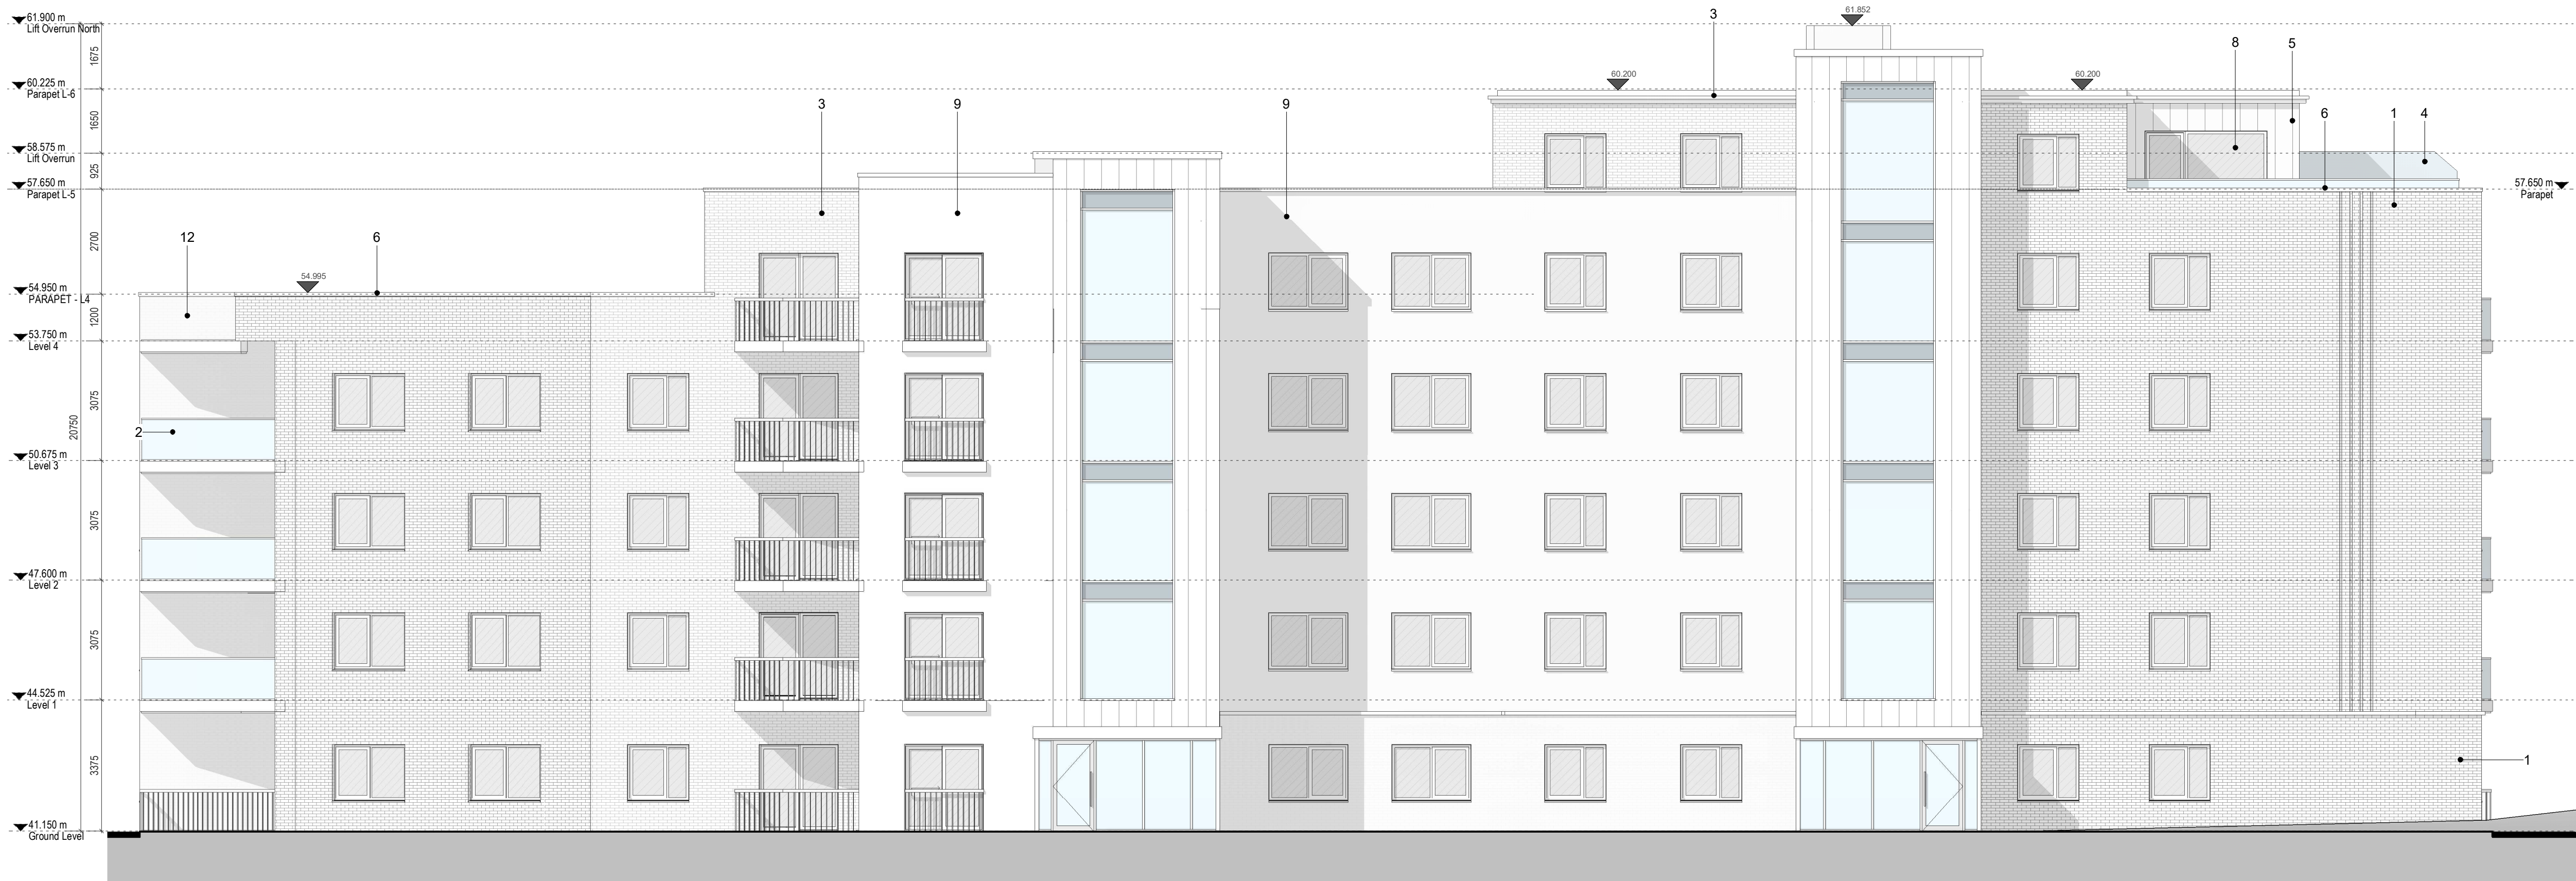 61.900 m
Lift Overrun North
61.852
3
1675
8
5
60.225 m
Parapet L-6
60.200
60.200
3
9
9
6
1
4
1650
58.575 m
Lift Overrun
925
57.650 m
Parapet L-5
57.650 m
Parapet
12
6
2700
54.995
54.950 m
PARAPET - L4
1200
53.750 m
Level 4
3075
20750
2
50.675 m
Level 3
3075
47.600 m
Level 2
3075
44.525 m
Level 1
3375
1
41.150 m
Ground Level